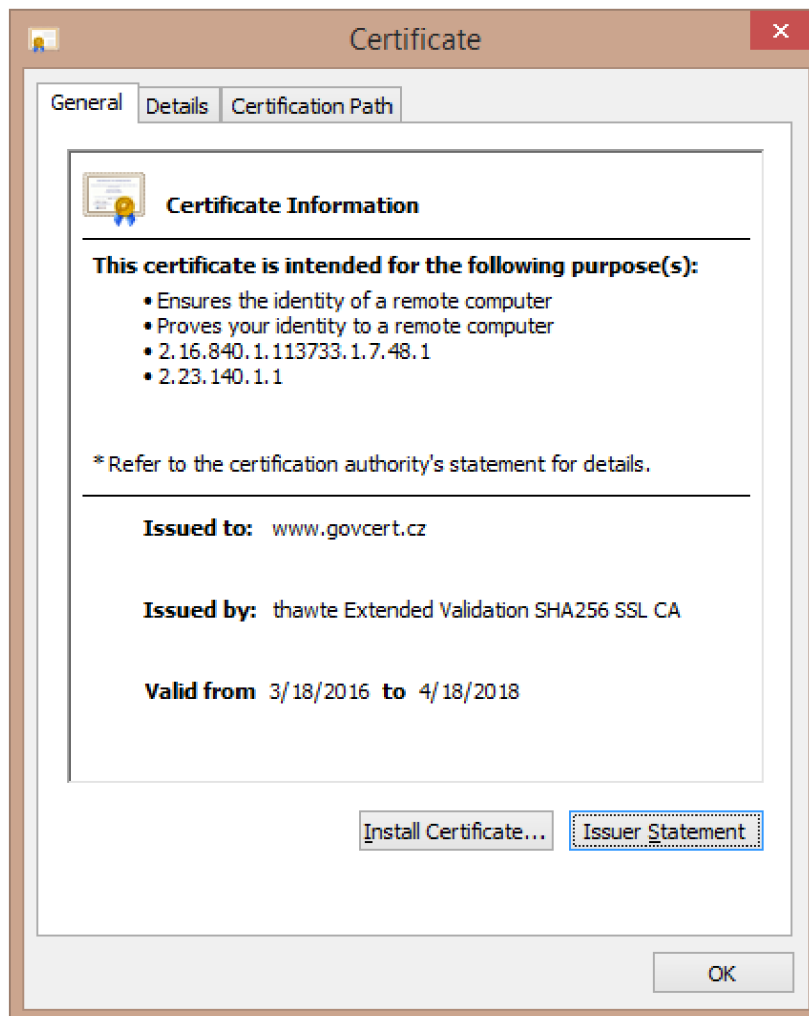 Certificate
General Details Certification Path
Certificate Information
This certificate is intended for the following purpose(s):
• Ensures the identity of a remote computer
• Proves your identity to a remote computer
• 2.16.840.1.113733.1.7.48.1
• 2.23.140.1.1
* Refer to the certification authority's statement for details.
Issued to: www.govcert.cz
Issued by: thawte Extended Validation SHA256 SSL CA
Valid from 3/18/2016 to 4/18/2018
Install Certificate... Issuer Statement
OK